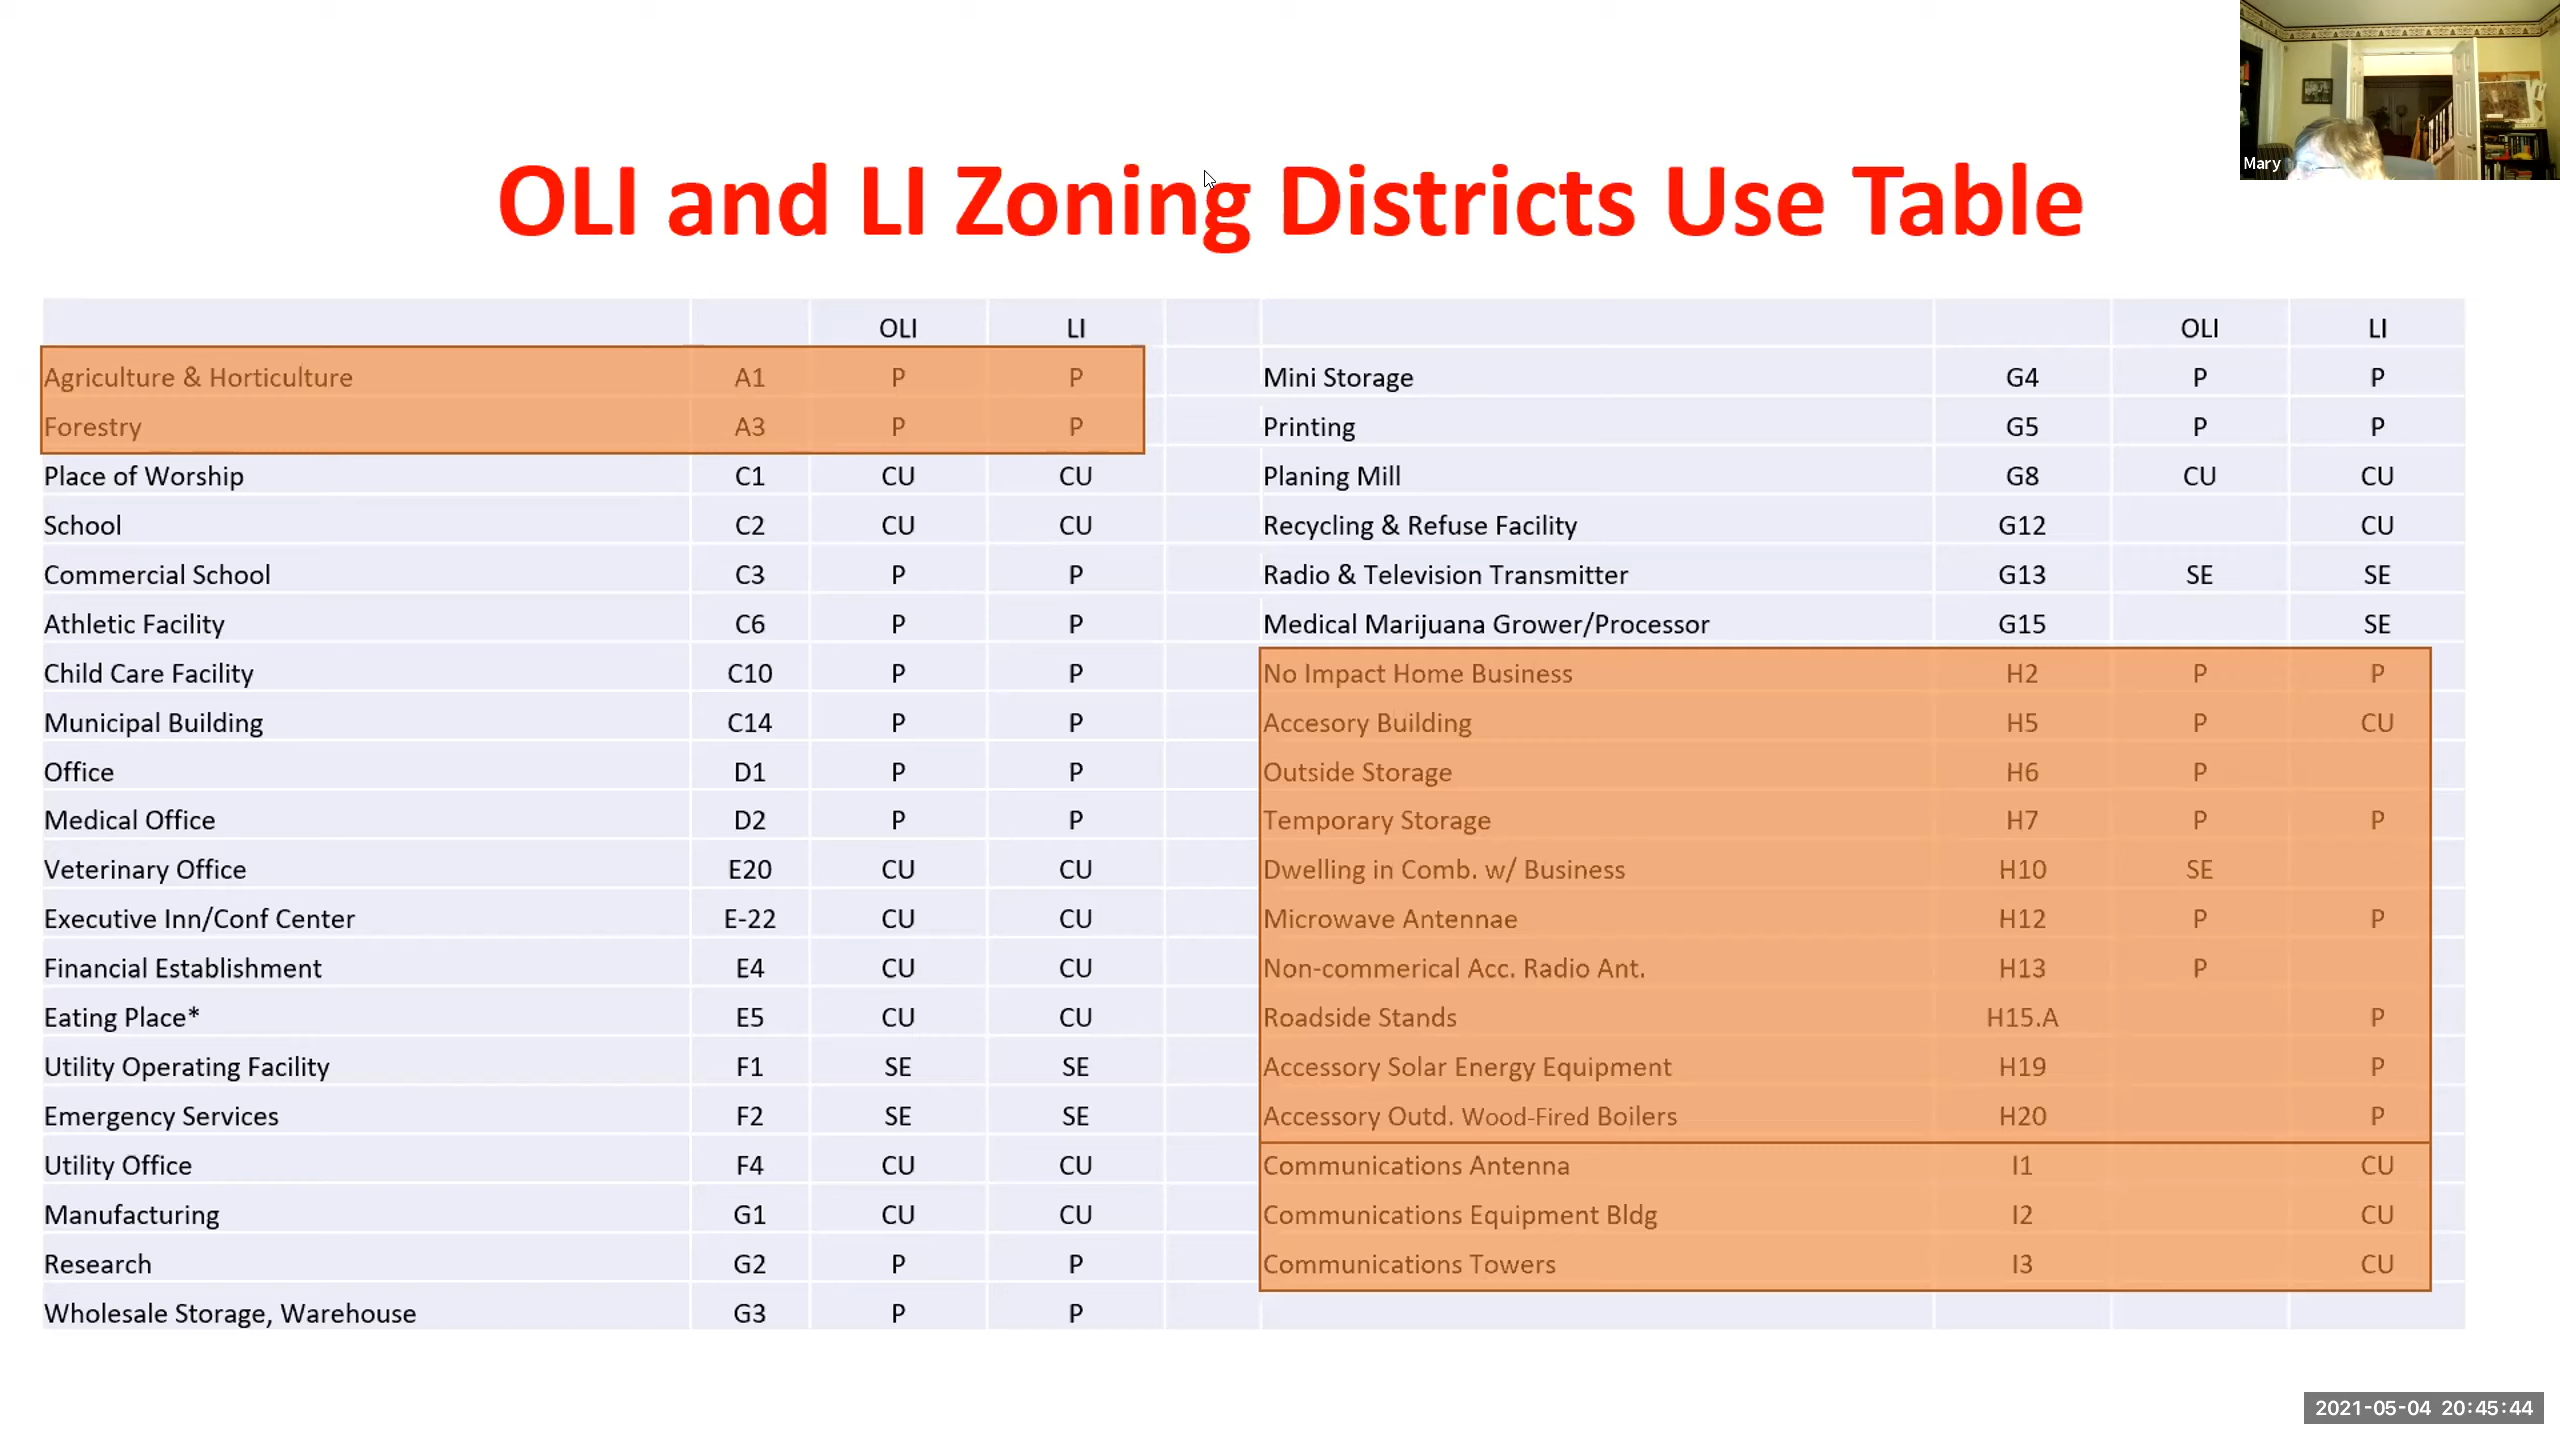 Mary
OLI and LI Zoning Districts Use Table
OLI LI OLI LI
Agriculture & Horticulture A1 P P Mini Storage G4 P P
Forestry A3 P P Printing G5 P P
Place of Worship C1 CU CU Planing Mill G8 CU CU
School C2 CU CU Recycling & Refuse Facility G12 CU
Commercial School C3 P P Radio & Television Transmitter G13 SE SE
Athletic Facility C6 P P Medical Marijuana Grower/Processor G15 SE
Child Care Facility C10 P P No Impact Home Business H2 P P
Municipal Building C14 P P Accesory Building H5 P CU
Office D1 P P Outside Storage H6 P
Medical Office D2 P P Temporary Storage H7 P P
Veterinary Office E20 CU CU Dwelling in Comb. w/ Business H10 SE
Executive Inn/Conf Center E-22 CU CU Microwave Antennae H12 P P
Financial Establishment E4 CU CU Non-commerical Acc. Radio Ant. H13 P
Eating Place* E5 CU CU Roadside Stands H15.A P
Utility Operating Facility F1 SE SE Accessory Solar Energy Equipment H19 P
Emergency Services F2 SE SE Accessory Outd. Wood-Fired Boilers H20 P
Utility Office F4 CU CU Communications Antenna I1 CU
Manufacturing G1 CU CU Communications Equipment Bldg I2 CU
Research G2 P P Communications Towers I3 CU
Wholesale Storage, Warehouse G3 P P
2021-05-04 20:45:44